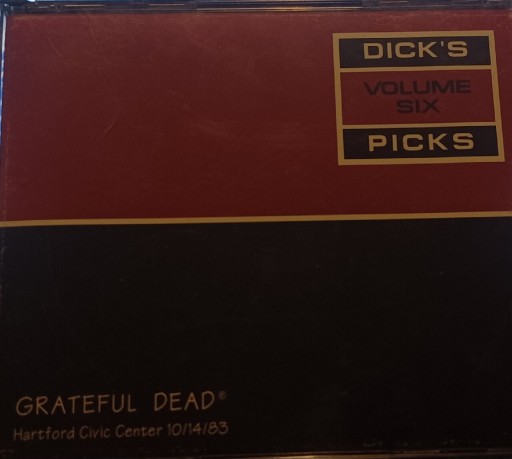 DICK'S
VOLUME
SIX
PICKS
GRATEFUL DEAD®
Hartford Civic Center 10/14/83